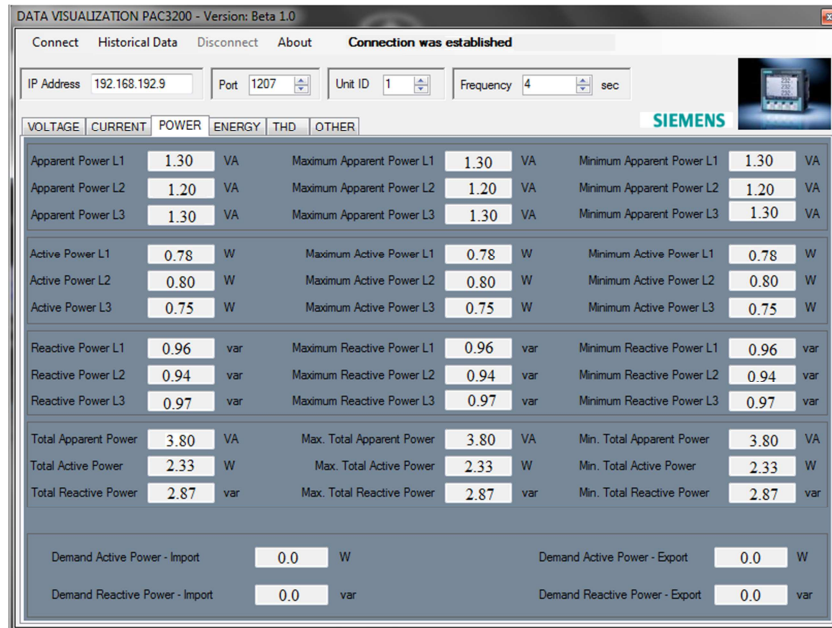 DATA VISUALIZATION PAC3200 - Version: Beta 1.0
Connect Historical Data Disconnect About Connection was established
IP Address 192.168.192.9 Port 1207 Unit ID 1 Frequency 4 sec
SIEMENS
VOLTAGE CURRENT POWER ENERGY THD OTHER
Apparent Power L1 1.30 VA Maximum Apparent Power L1 1.30 VA Minimum Apparent Power L1 1.30 VA
Apparent Power L2 1.20 VA Maximum Apparent Power L2 1.20 VA Minimum Apparent Power L2 1.20 VA
Apparent Power L3 1.30 VA Maximum Apparent Power L3 1.30 VA Minimum Apparent Power L3 1.30 VA
Active Power L1 0.78 W Maximum Active Power L1 0.78 W Minimum Active Power L1 0.78 W
Active Power L2 0.80 W Maximum Active Power L2 0.80 W Minimum Active Power L2 0.80 W
Active Power L3 0.75 W Maximum Active Power L3 0.75 W Minimum Active Power L3 0.75 W
Reactive Power L1 0.96 var Maximum Reactive Power L1 0.96 var Minimum Reactive Power L1 0.96 var
Reactive Power L2 0.94 var Maximum Reactive Power L2 0.94 var Minimum Reactive Power L2 0.94 var
Reactive Power L3 0.97 var Maximum Reactive Power L3 0.97 var Minimum Reactive Power L3 0.97 var
Total Apparent Power 3.80 VA Max. Total Apparent Power 3.80 VA Min. Total Apparent Power 3.80 VA
Total Active Power 2.33 W Max. Total Active Power 2.33 W Min. Total Active Power 2.33 W
Total Reactive Power 2.87 var Max. Total Reactive Power 2.87 var Min. Total Reactive Power 2.87 var
Demand Active Power - Import 0.0 W Demand Active Power - Export 0.0 W
Demand Reactive Power - Import 0.0 var Demand Reactive Power - Export 0.0 var